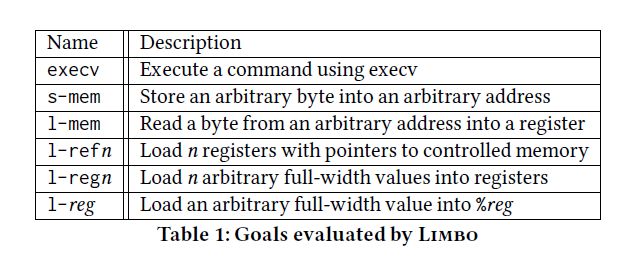 Name Description
execv Execute a command using execv
s-mem Store an arbitrary byte into an arbitrary address
l-mem Read a byte from an arbitrary address into a register
l-refn Load n registers with pointers to controlled memory
l-regn Load n arbitrary full-width values into registers
l-reg Load an arbitrary full-width value into %reg
Table 1: Goals evaluated by LIMBO